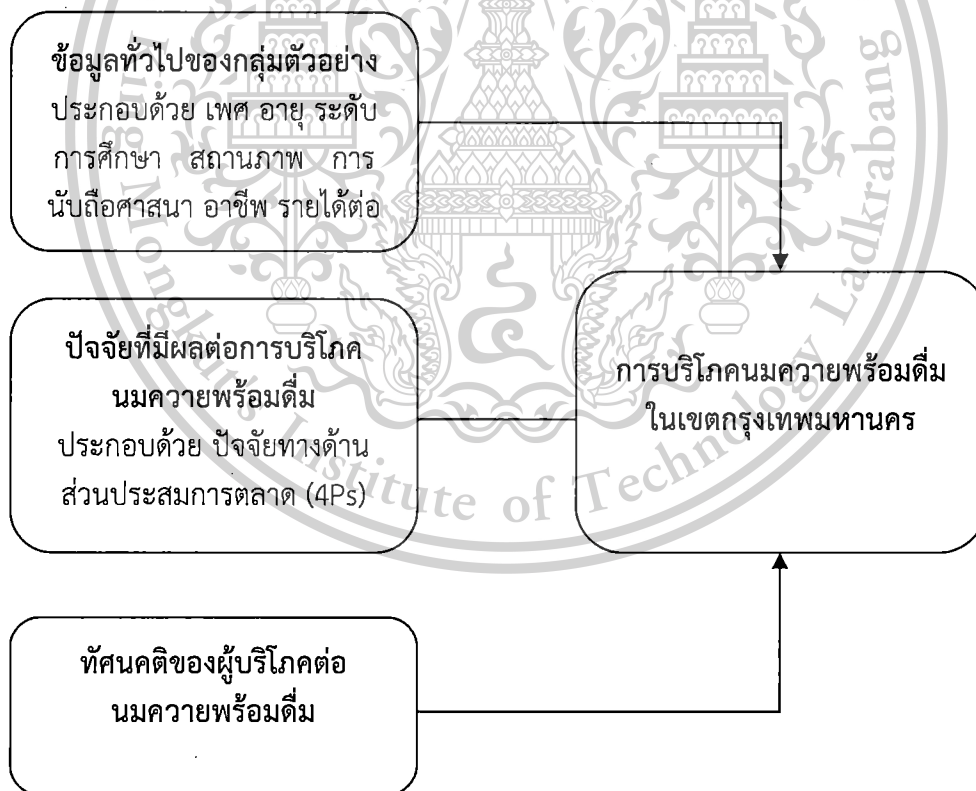 ข้อมูลทั่วไปของกลุ่มตัวอย่าง
ประกอบด้วย เพศ อายุ ระดับ
การศึกษา สถานภาพ การ
นับถือศาสนา อาชีพ รายได้ต่อ
ปัจจัยที่มีผลต่อการบริโภค
นมควายพร้อมดื่ม
ประกอบด้วย ปัจจัยทางด้าน
ส่วนประสมการตลาด (4Ps)
การบริโภคนมควายพร้อมดื่ม
ในเขตกรุงเทพมหานคร
ทัศนคติของผู้บริโภคต่อ
นมควายพร้อมดื่ม
King Mongkut's Institute of Technology Ladkrabang